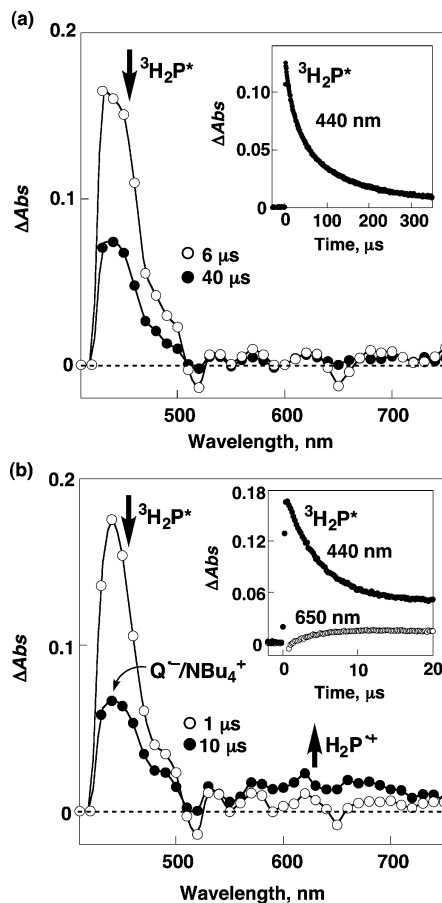 (a)
0.2
0.1
0
ΔAbs
³H₂P*
○ 6 μs
● 40 μs
500 600 700
Wavelength, nm
0.10
0.05
0
ΔAbs
³H₂P*
440 nm
0 100 200 300
Time, μs
(b)
0.2
0.1
0
ΔAbs
³H₂P*
Q•–/NBu₄⁺
○ 1 μs
● 10 μs
H₂P•+
500 600 700
Wavelength, nm
0.18
0.12
0.06
0
ΔAbs
³H₂P*
440 nm
650 nm
0 10 20
Time, μs